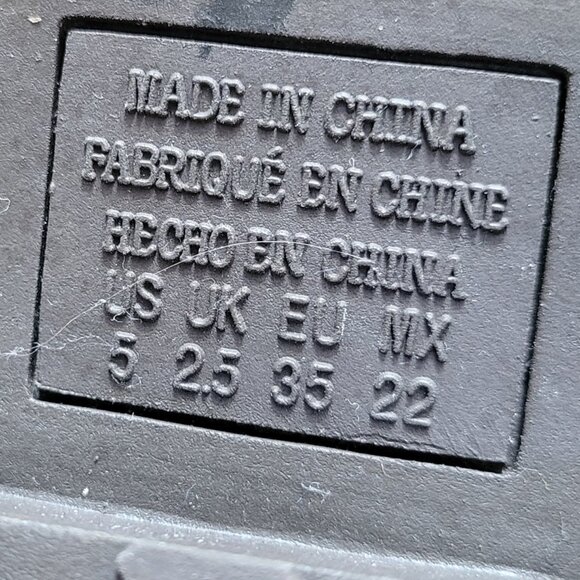 MADE IN CHINA
FABRIQUÉ EN CHINE
HECHO EN CHINA
US UK EU MX
5 2.5 35 22